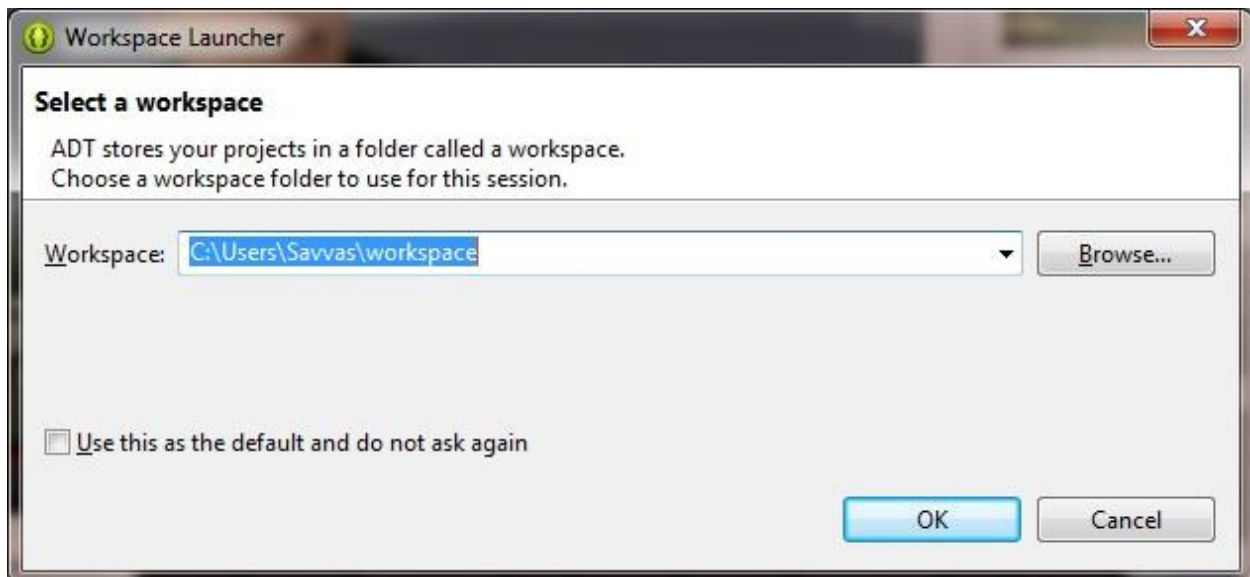 Workspace Launcher
Select a workspace
ADT stores your projects in a folder called a workspace.
Choose a workspace folder to use for this session.
Workspace: C:\Users\Savvas\workspace Browse...
Use this as the default and do not ask again
OK Cancel